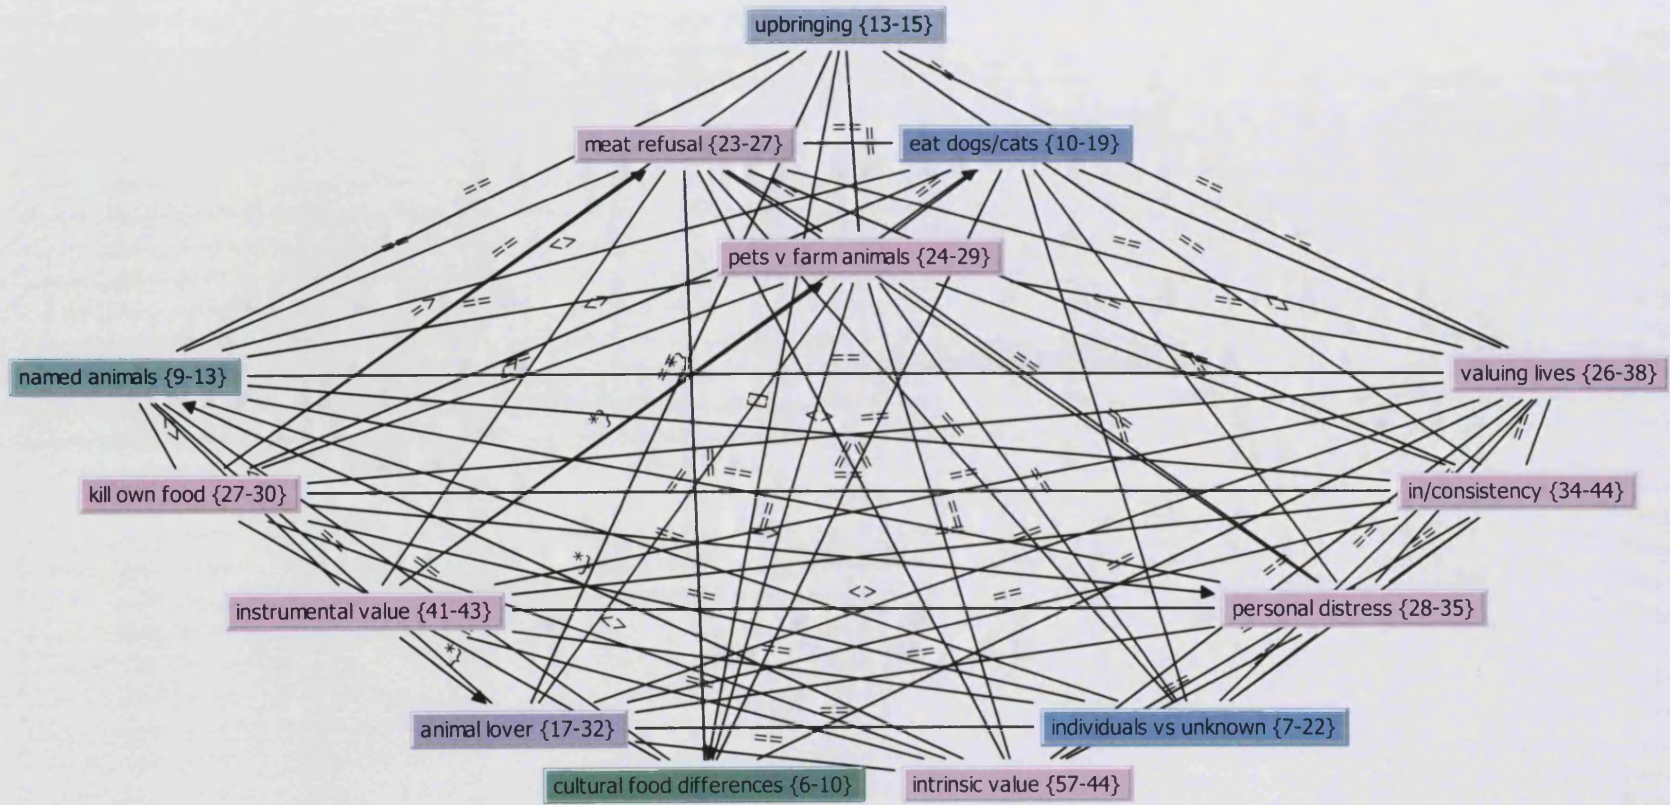 upbringing {13-15}
meat refusal {23-27}
==
eat dogs/cats {10-19}
==
==
pets v farm animals {24-29}
==
<>
==
==
=>
==
<>
==
<>
named animals {9-13}
==
valuing lives {26-38}
*}
[]
*}
<>
==
kill own food {27-30}
==
==
==
in/consistency {34-44}
*}
instrumental value {41-43}
==
<>
==
personal distress {28-35}
<>
*}
==
==
animal lover {17-32}
==
individuals vs unknown {7-22}
==
cultural food differences {6-10}
intrinsic value {57-44}